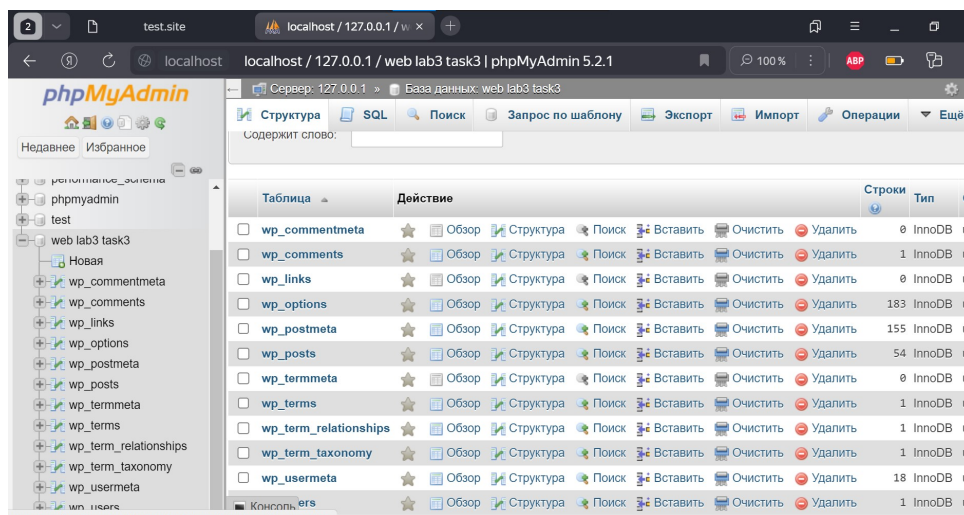 2 test.site localhost / 127.0.0.1 / w
Я localhost localhost / 127.0.0.1 / web lab3 task3 | phpMyAdmin 5.2.1 100 % ABP
phpMyAdmin
Недавнее Избранное
performance_schema
phpmyadmin
test
web lab3 task3
Новая
wp_commentmeta
wp_comments
wp_links
wp_options
wp_postmeta
wp_posts
wp_termmeta
wp_terms
wp_term_relationships
wp_term_taxonomy
wp_usermeta
wp_users
Сервер: 127.0.0.1 » База данных: web lab3 task3
Структура SQL Поиск Запрос по шаблону Экспорт Импорт Операции Ещё
Содержит слово:
Таблица Действие Строки Тип
wp_commentmeta Обзор Структура Поиск Вставить Очистить Удалить 0 InnoDB
wp_comments Обзор Структура Поиск Вставить Очистить Удалить 1 InnoDB
wp_links Обзор Структура Поиск Вставить Очистить Удалить 0 InnoDB
wp_options Обзор Структура Поиск Вставить Очистить Удалить 183 InnoDB
wp_postmeta Обзор Структура Поиск Вставить Очистить Удалить 155 InnoDB
wp_posts Обзор Структура Поиск Вставить Очистить Удалить 54 InnoDB
wp_termmeta Обзор Структура Поиск Вставить Очистить Удалить 0 InnoDB
wp_terms Обзор Структура Поиск Вставить Очистить Удалить 1 InnoDB
wp_term_relationships Обзор Структура Поиск Вставить Очистить Удалить 1 InnoDB
wp_term_taxonomy Обзор Структура Поиск Вставить Очистить Удалить 1 InnoDB
wp_usermeta Обзор Структура Поиск Вставить Очистить Удалить 18 InnoDB
Консоль ers Обзор Структура Поиск Вставить Очистить Удалить 1 InnoDB